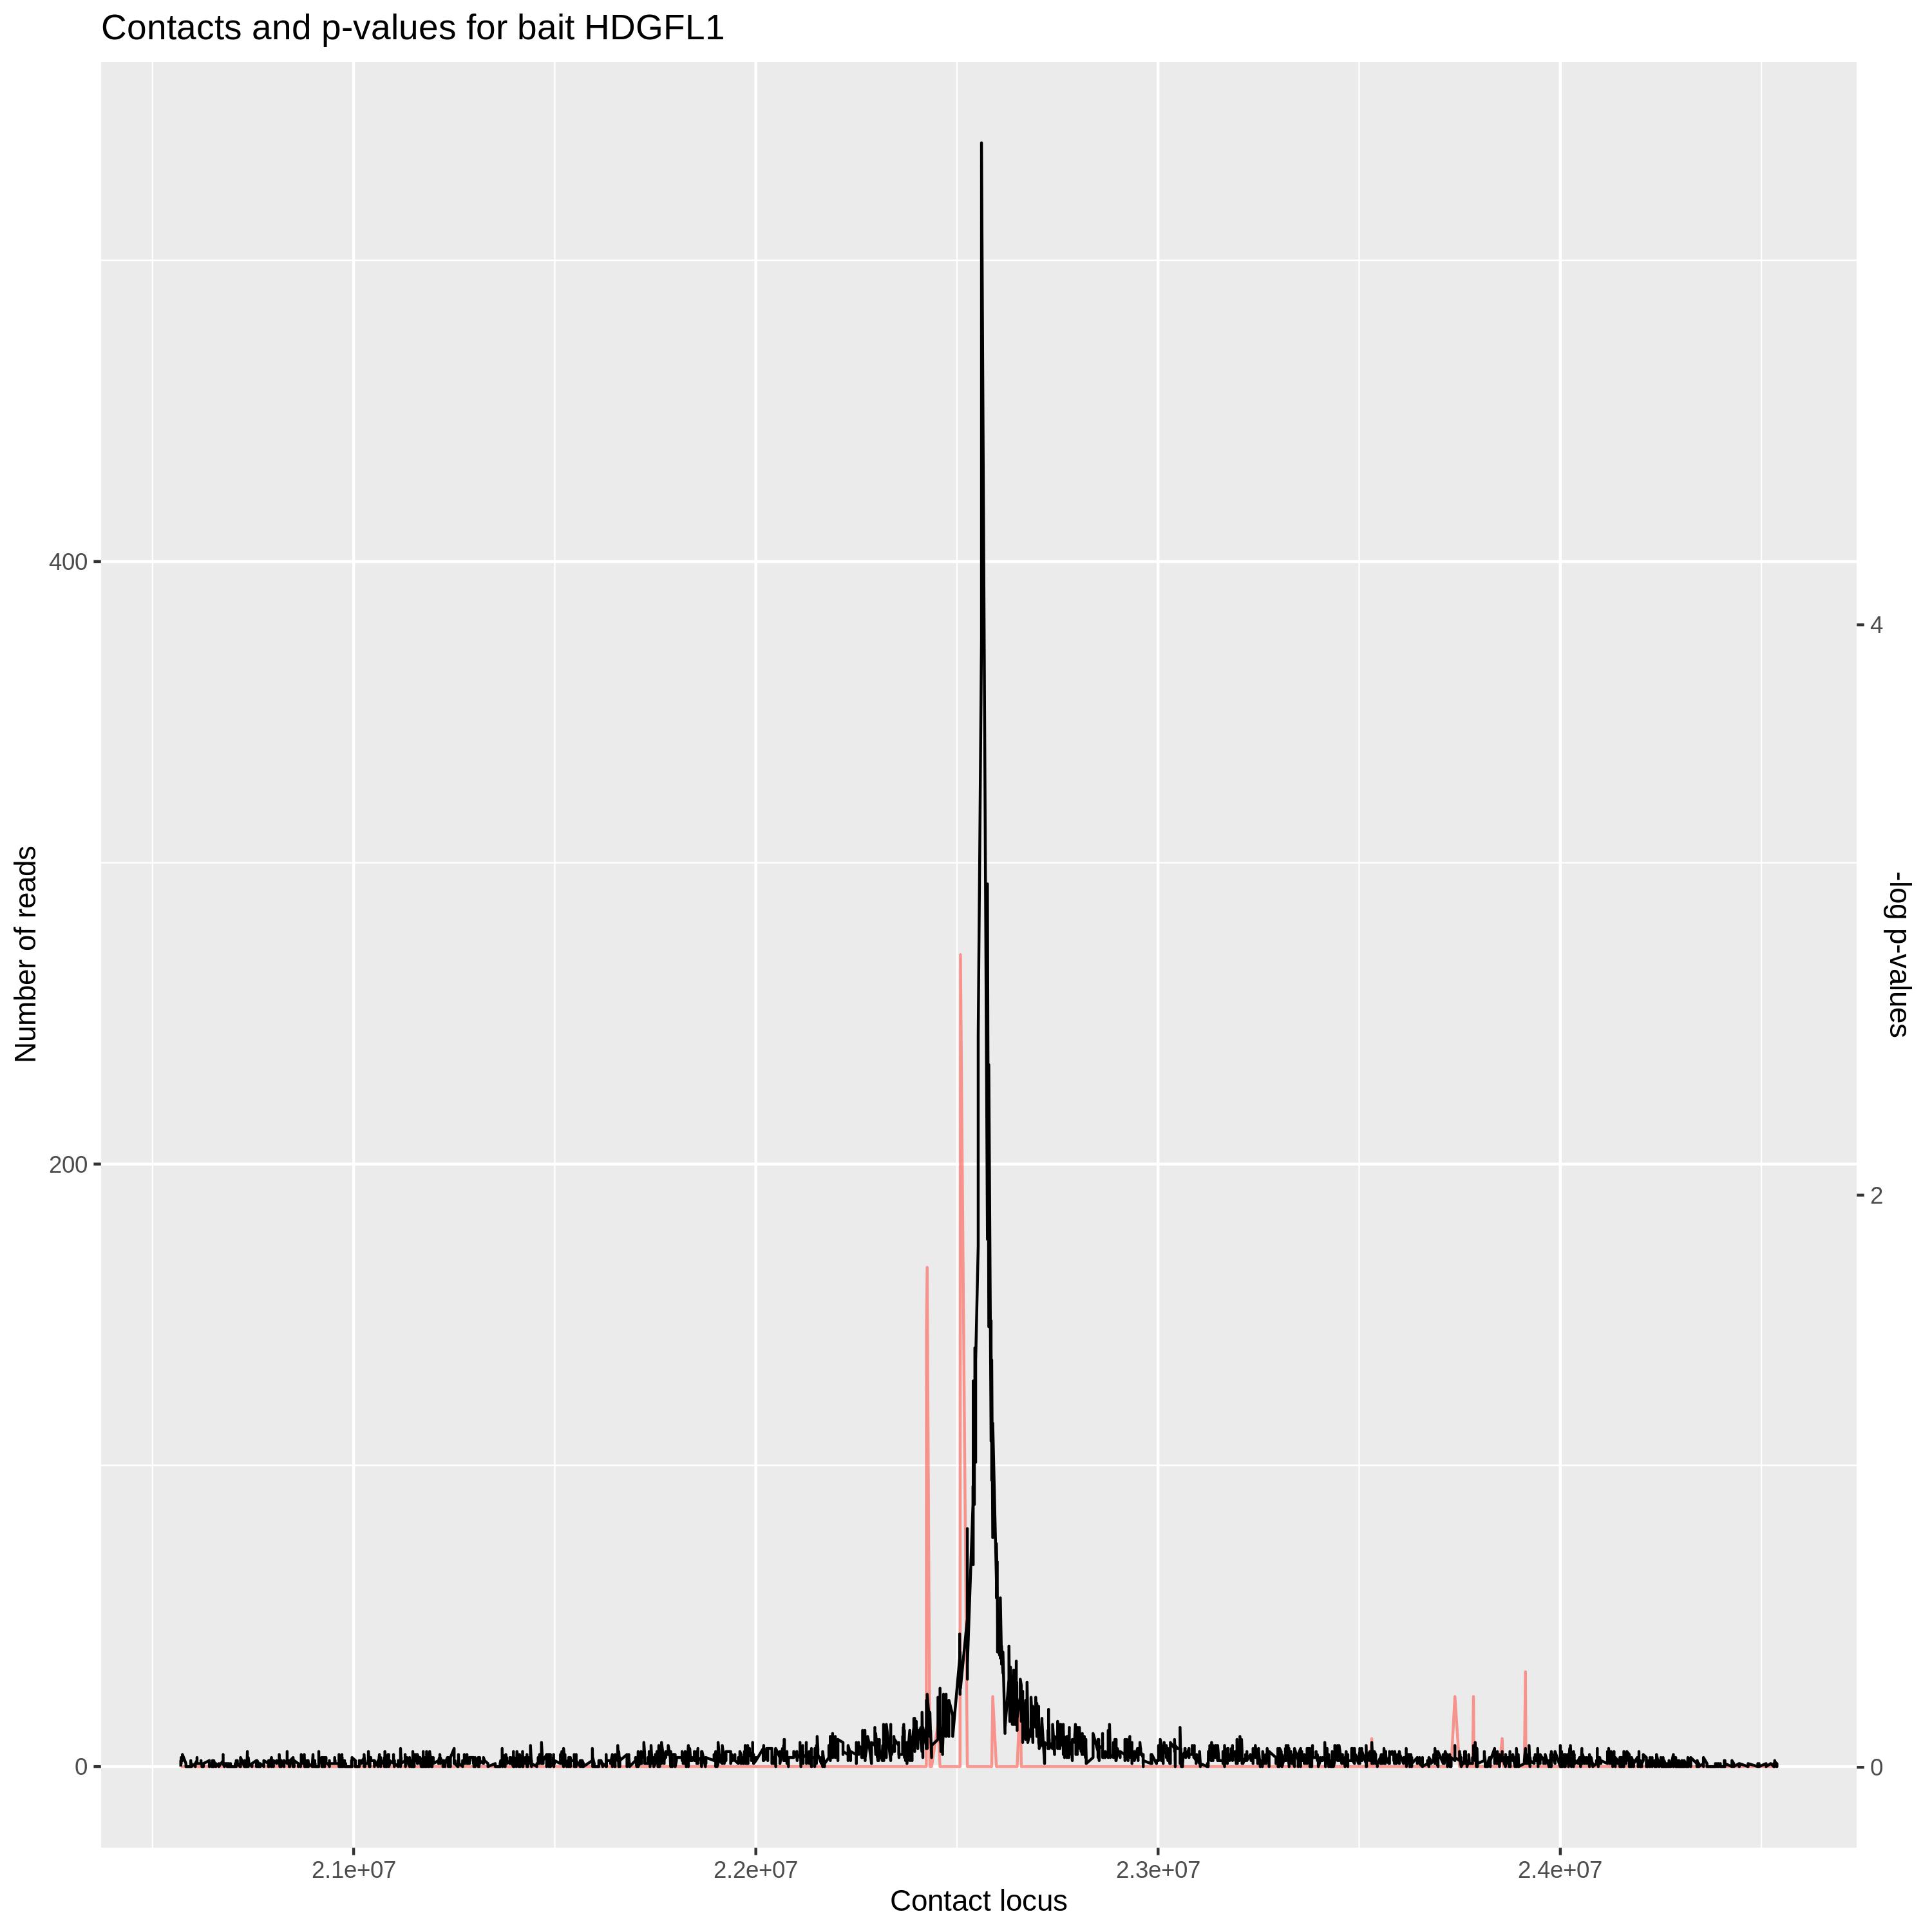 Contacts and p-values for bait HDGFL1
Number of reads
400
200
0
4
2
0
-log p-values
2.1e+07
2.2e+07
2.3e+07
2.4e+07
Contact locus